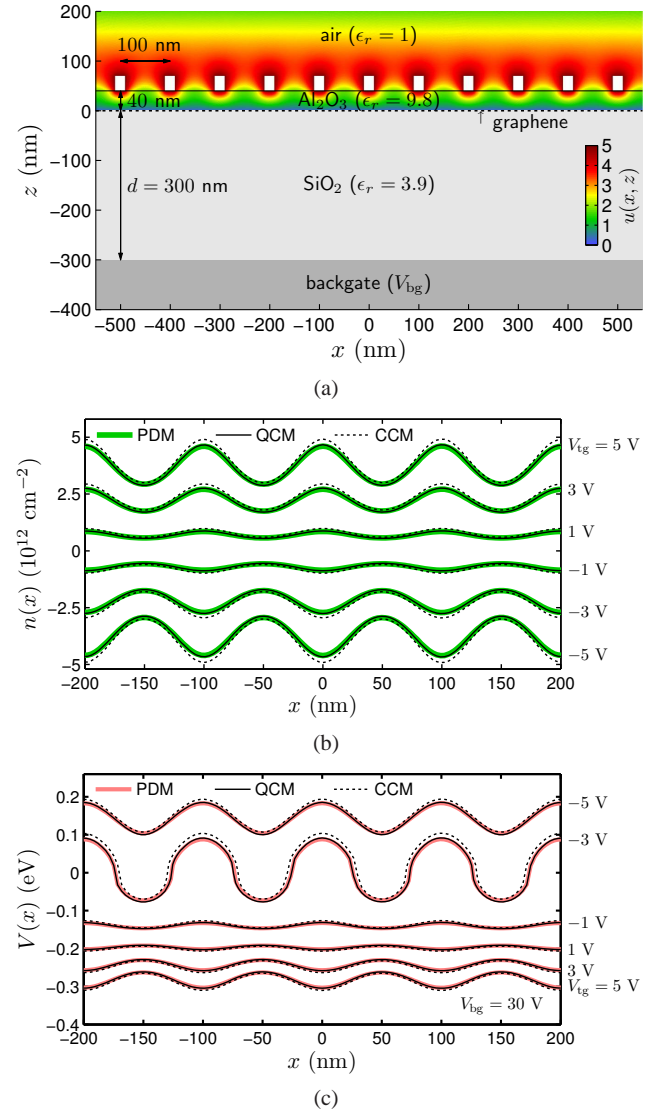 200
100
0
-100
-200
-300
-400
z (nm)
air (ϵr = 1)
100 nm
40 nm
Al2O3 (ϵr = 9.8)
↑ graphene
d = 300 nm
SiO2 (ϵr = 3.9)
5
4
3
2
1
0
u(x, z)
backgate (Vbg)
-500 -400 -300 -200 -100 0 100 200 300 400 500
x (nm)
(a)
PDM QCM CCM
5
2.5
0
-2.5
-5
n(x) (10^12 cm^−2)
Vtg = 5 V
3 V
1 V
−1 V
−3 V
−5 V
−200 −150 −100 −50 0 50 100 150 200
x (nm)
(b)
PDM QCM CCM
0.2
0.1
0
−0.1
−0.2
−0.3
−0.4
V(x) (eV)
−5 V
−3 V
−1 V
1 V
3 V
Vtg = 5 V
Vbg = 30 V
−200 −150 −100 −50 0 50 100 150 200
x (nm)
(c)